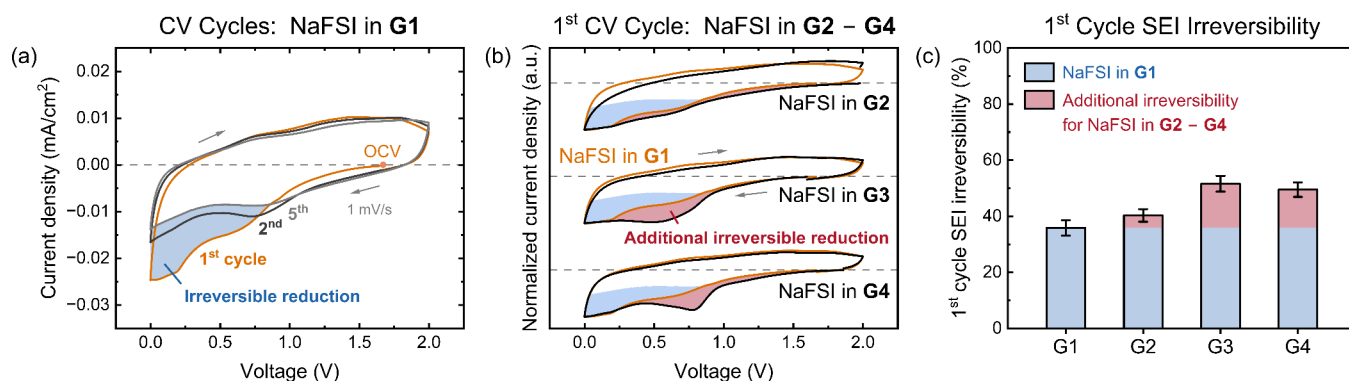 CV Cycles: NaFSI in G1
(a)
Current density (mA/cm²)
0.02
0.01
0.00
−0.01
−0.02
−0.03
OCV
1 mV/s
5th
2nd
1st cycle
Irreversible reduction
0.0
0.5
1.0
1.5
2.0
Voltage (V)
1st CV Cycle: NaFSI in G2 – G4
(b)
Normalized current density (a.u.)
NaFSI in G2
NaFSI in G1
NaFSI in G3
Additional irreversible reduction
NaFSI in G4
0.0
0.5
1.0
1.5
2.0
Voltage (V)
1st Cycle SEI Irreversibility
(c)
1st cycle SEI irreversibility (%)
100
80
60
40
20
0
NaFSI in G1
Additional irreversibility
for NaFSI in G2 – G4
G1
G2
G3
G4